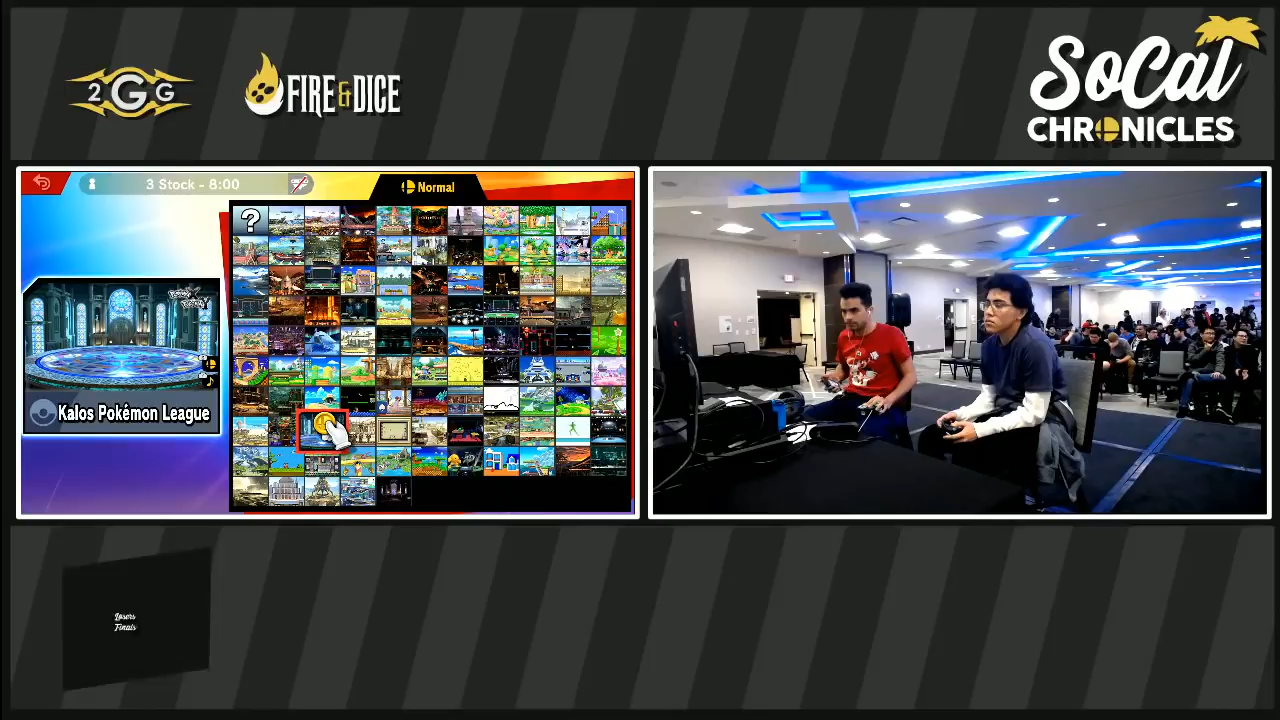 2GG
FIRE&DICE
SoCal
CHRONICLES
3 Stock - 8:00
Normal
?
Kalos Pokémon League
Losers
Finals